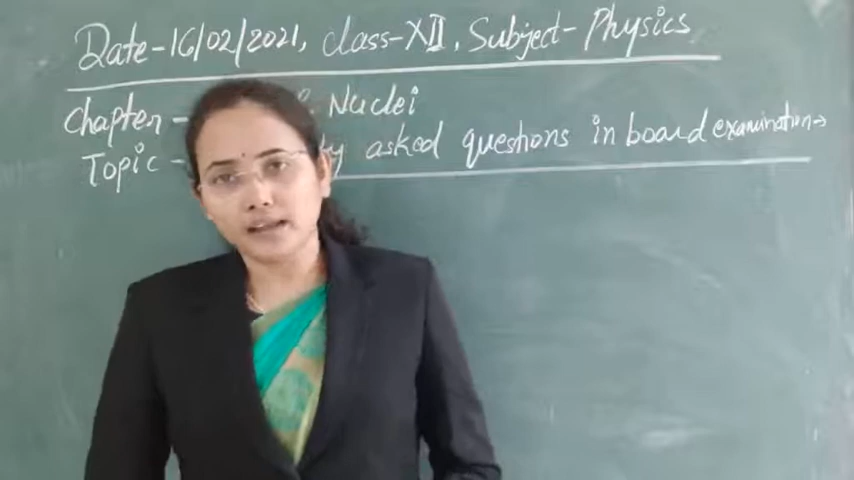 Date-16/02/2021, class-XII, Subject- Physics
chapter - Nuclei
Topic - asked questions in board examination→